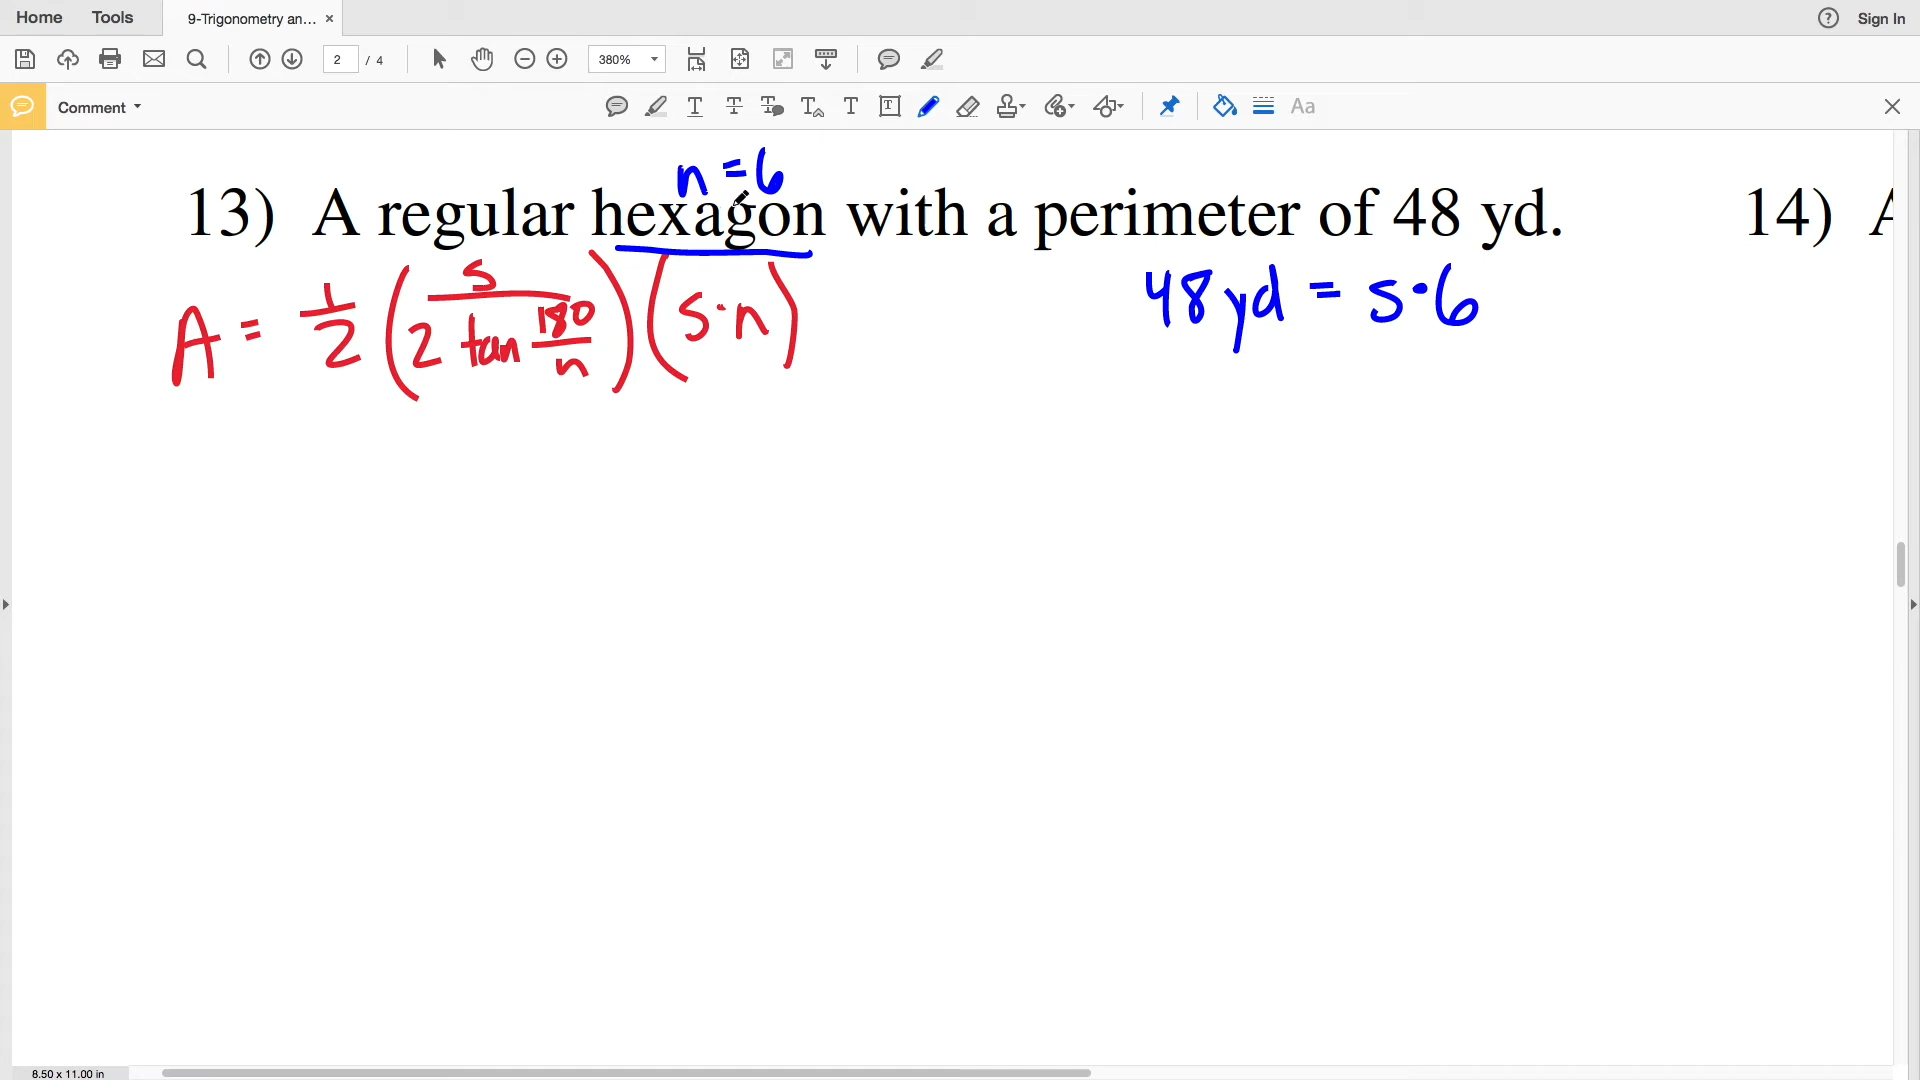 Home Tools 9-Trigonometry an... × ? Sign In
2 / 4 380%
Comment T T T T T T Aa
n = 6
13) A regular hexagon with a perimeter of 48 yd. 14) A
A = 1/2 (s / (2 tan 180/n)) (s · n) 48 yd = s · 6
8.50 x 11.00 in